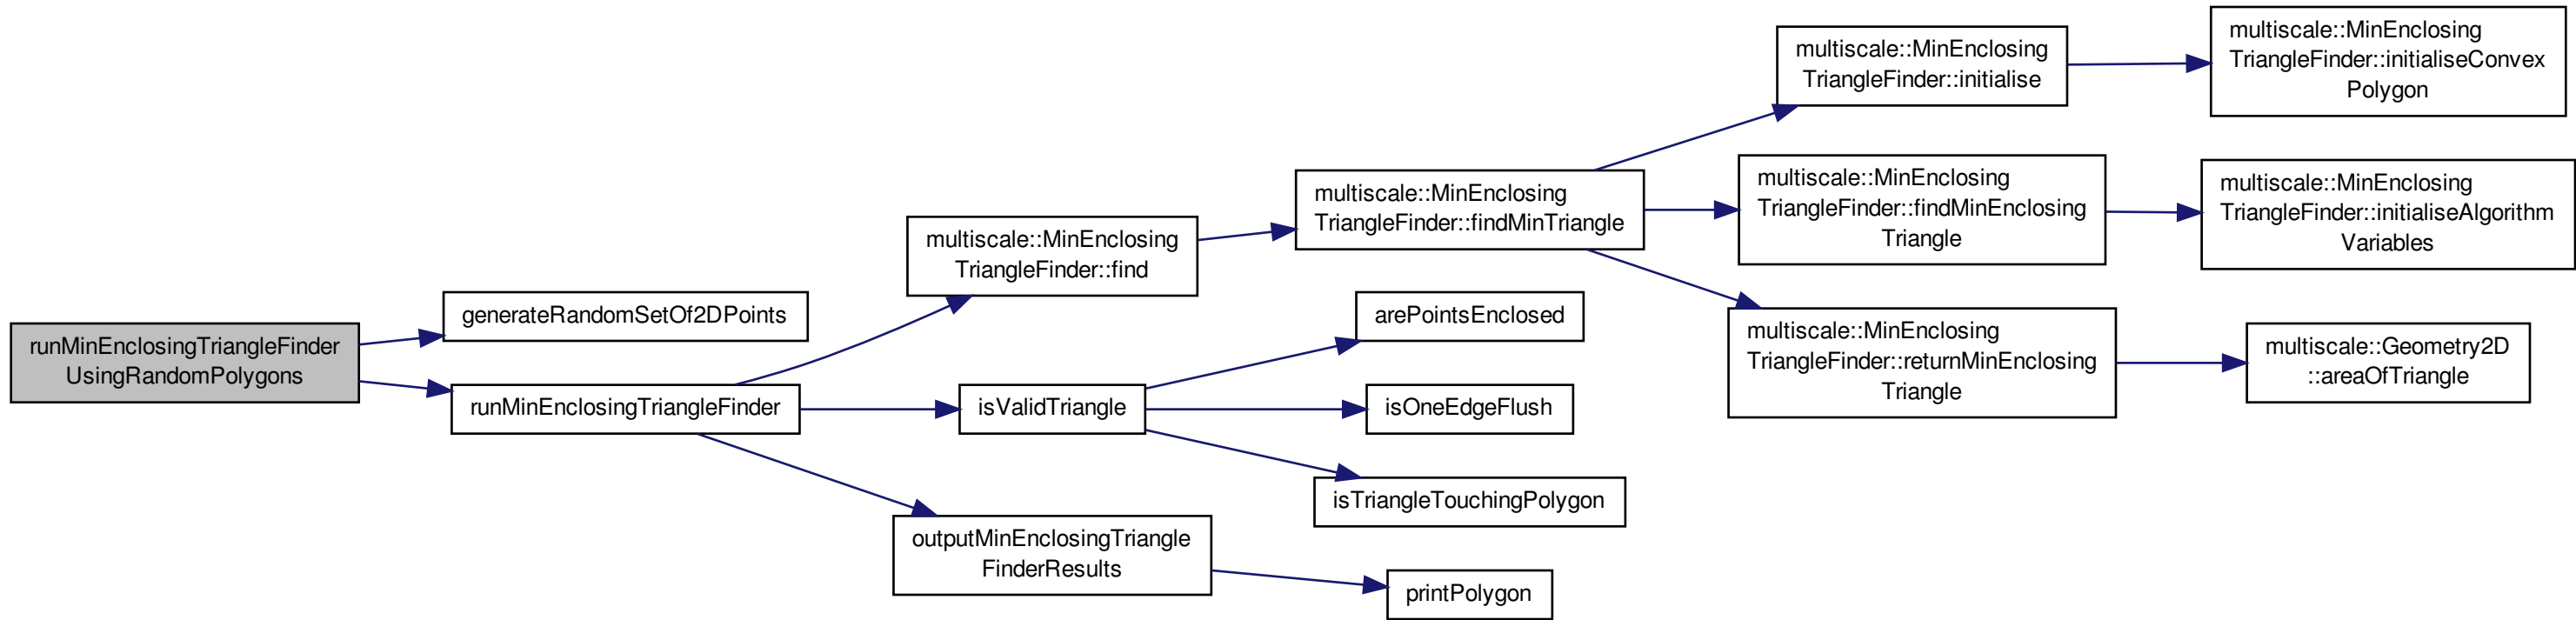 runMinEnclosingTriangleFinder
UsingRandomPolygons
generateRandomSetOf2DPoints
runMinEnclosingTriangleFinder
multiscale::MinEnclosing
TriangleFinder::find
isValidTriangle
outputMinEnclosingTriangle
FinderResults
multiscale::MinEnclosing
TriangleFinder::findMinTriangle
arePointsEnclosed
isOneEdgeFlush
isTriangleTouchingPolygon
printPolygon
multiscale::MinEnclosing
TriangleFinder::initialise
multiscale::MinEnclosing
TriangleFinder::findMinEnclosing
Triangle
multiscale::MinEnclosing
TriangleFinder::returnMinEnclosing
Triangle
multiscale::MinEnclosing
TriangleFinder::initialiseConvex
Polygon
multiscale::MinEnclosing
TriangleFinder::initialiseAlgorithm
Variables
multiscale::Geometry2D
::areaOfTriangle